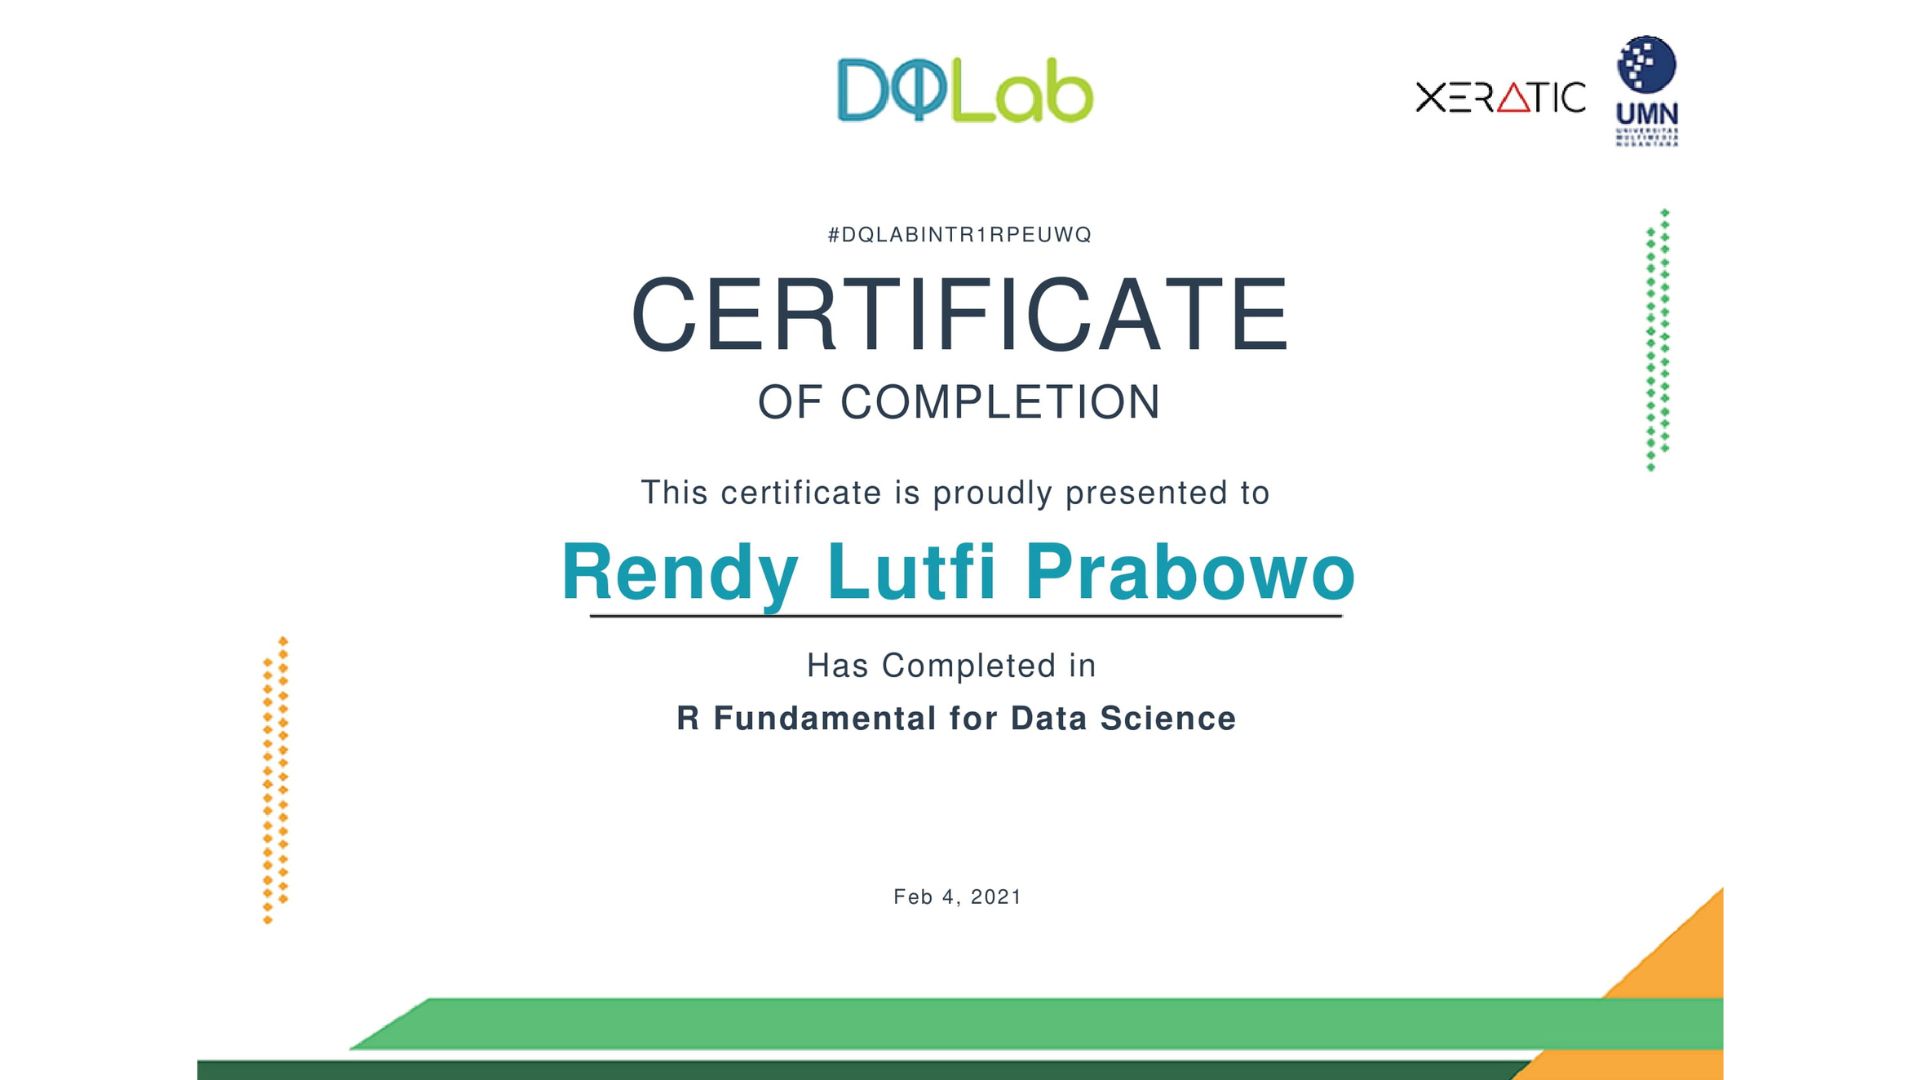 DQLab
XERATIC
UMN
UNIVERSITAS
MULTIMEDIA
NUSANTARA
#DQLABINTR1RPEUWQ
CERTIFICATE
OF COMPLETION
This certificate is proudly presented to
Rendy Lutfi Prabowo
Has Completed in
R Fundamental for Data Science
Feb 4, 2021